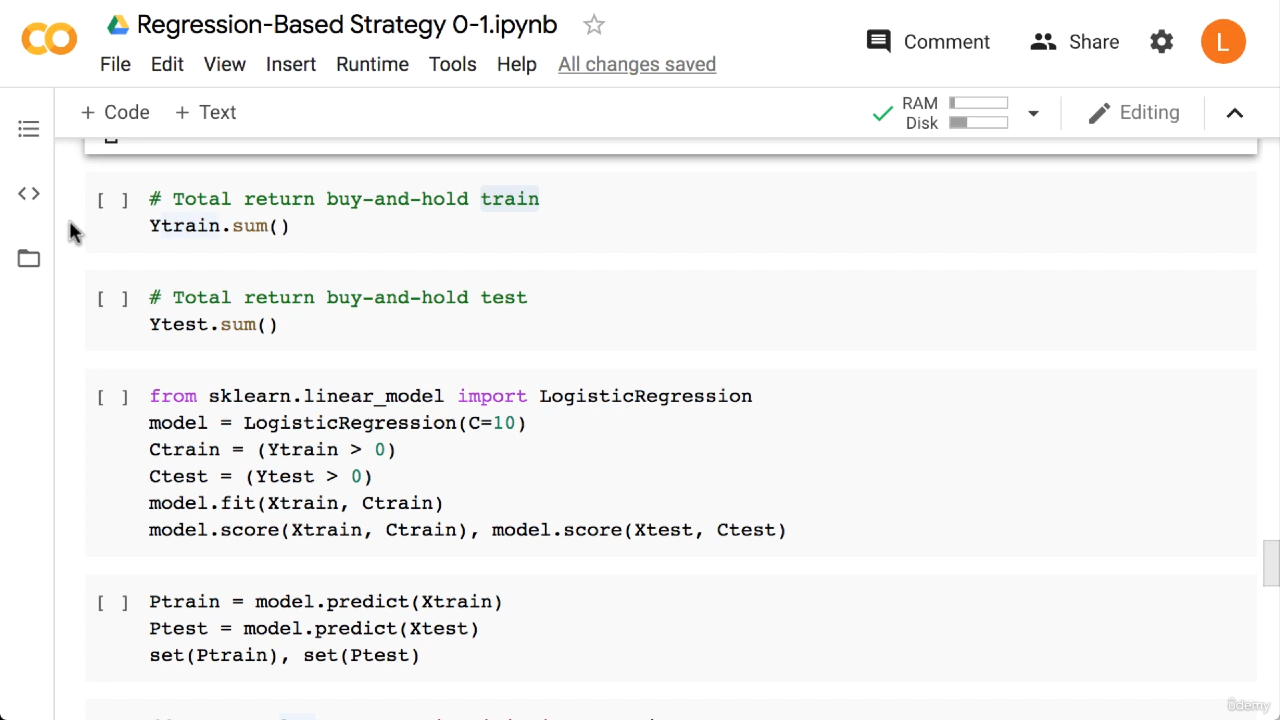 Regression-Based Strategy 0-1.ipynb
Comment
Share
L
File Edit View Insert Runtime Tools Help All changes saved
+ Code + Text
RAM
Disk
Editing
[ ] # Total return buy-and-hold train
Ytrain.sum()
[ ] # Total return buy-and-hold test
Ytest.sum()
[ ] from sklearn.linear_model import LogisticRegression
model = LogisticRegression(C=10)
Ctrain = (Ytrain > 0)
Ctest = (Ytest > 0)
model.fit(Xtrain, Ctrain)
model.score(Xtrain, Ctrain), model.score(Xtest, Ctest)
[ ] Ptrain = model.predict(Xtrain)
Ptest = model.predict(Xtest)
set(Ptrain), set(Ptest)
ûdemy